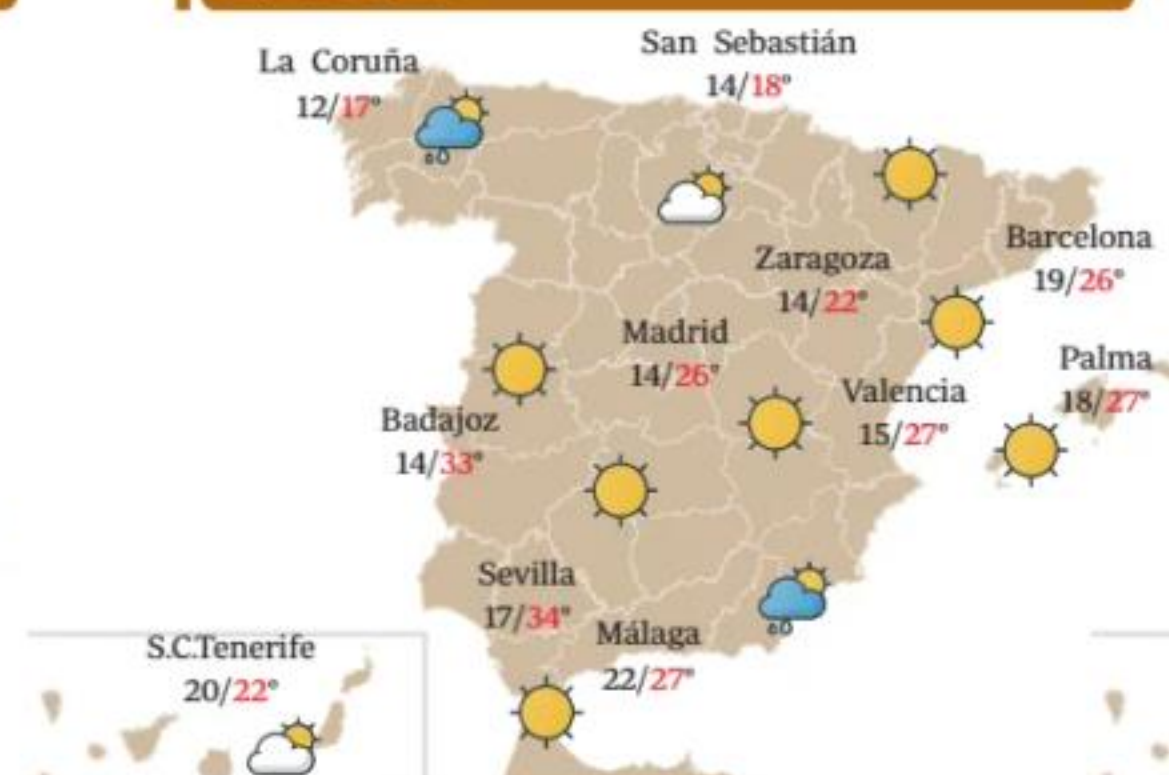 La Coruña
12/17°
San Sebastián
14/18°
Barcelona
19/26°
Zaragoza
14/22°
Madrid
14/26°
Palma
18/27°
Valencia
15/27°
Badajoz
14/33°
Sevilla
17/34°
Málaga
22/27°
S.C.Tenerife
20/22°